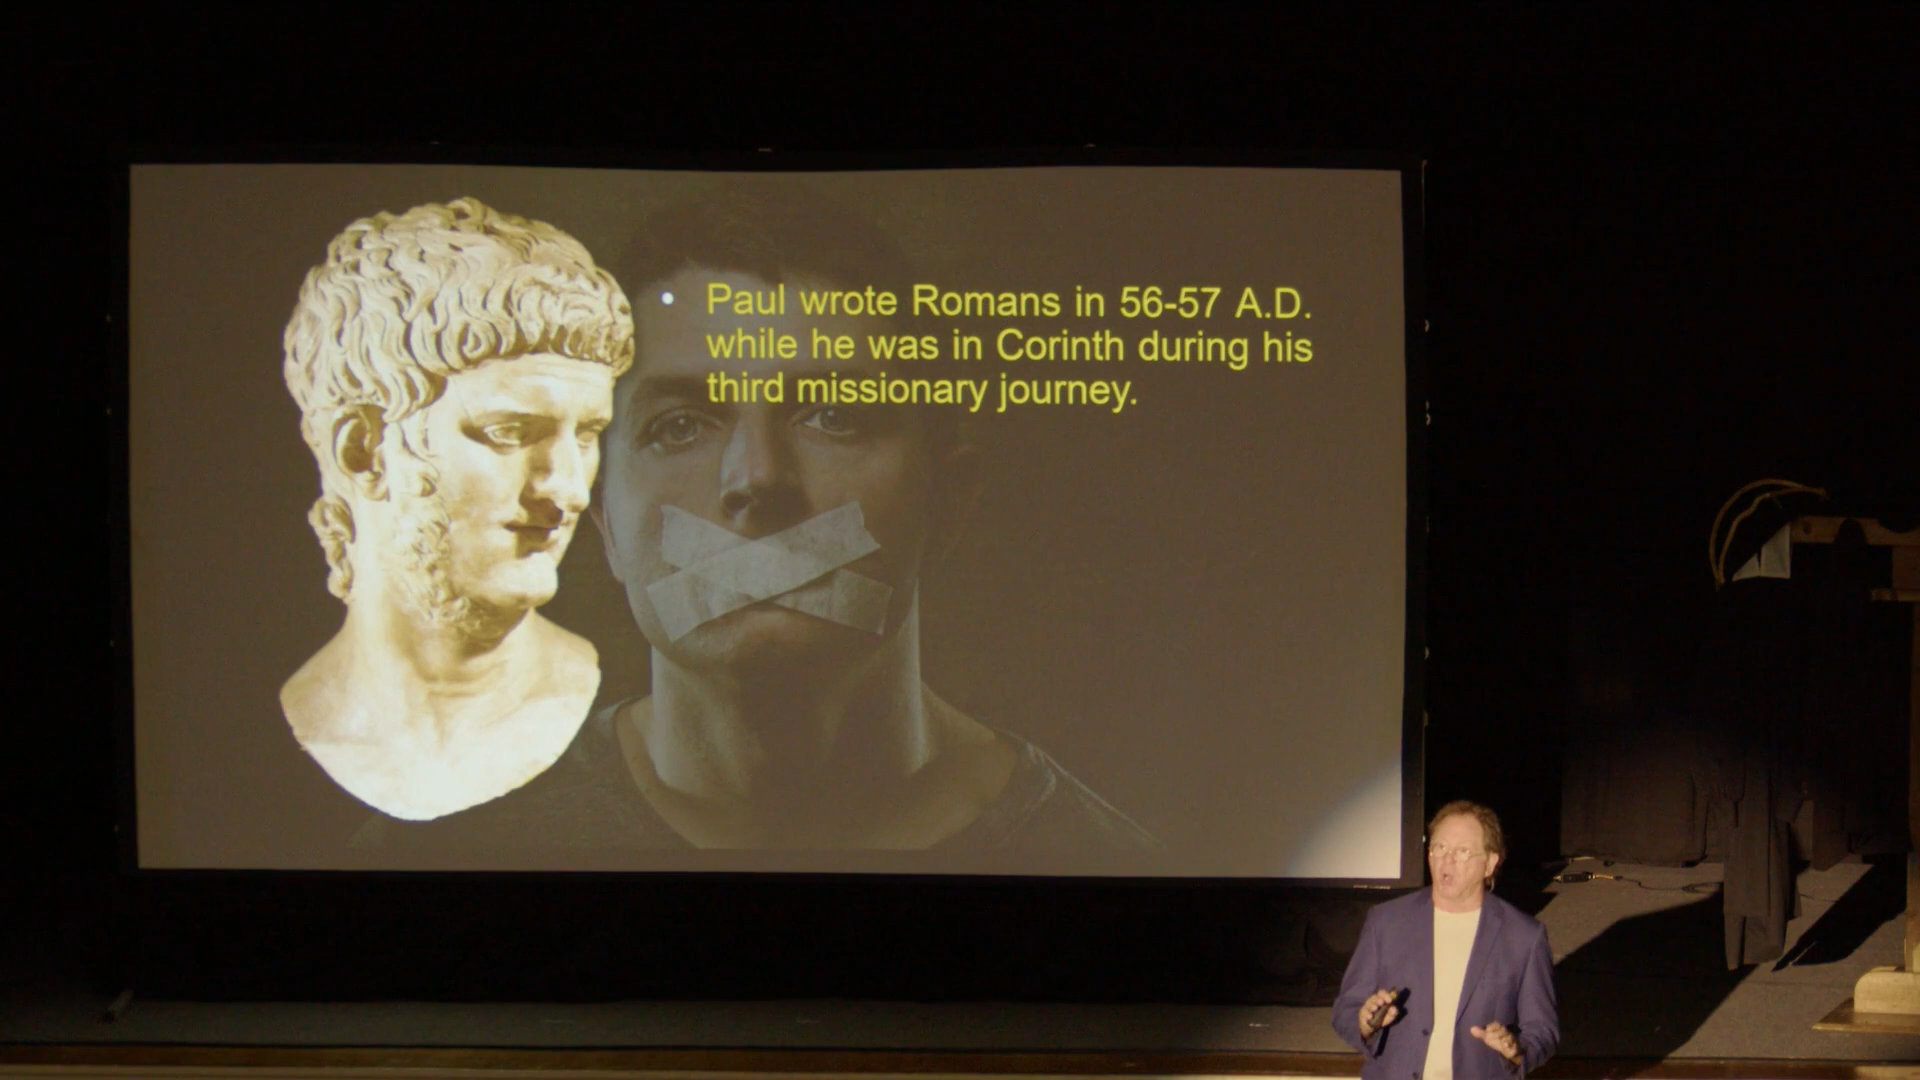 • Paul wrote Romans in 56-57 A.D.
while he was in Corinth during his
third missionary journey.